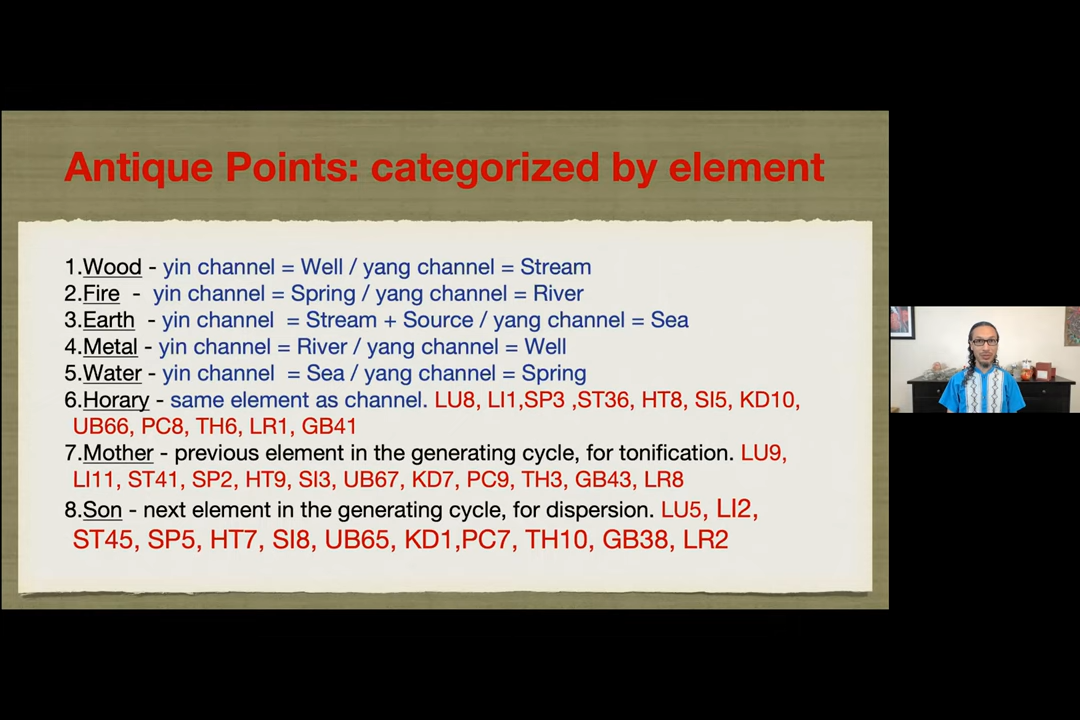 Antique Points: categorized by element
1.Wood - yin channel = Well / yang channel = Stream
2.Fire - yin channel = Spring / yang channel = River
3.Earth - yin channel = Stream + Source / yang channel = Sea
4.Metal - yin channel = River / yang channel = Well
5.Water - yin channel = Sea / yang channel = Spring
6.Horary - same element as channel. LU8, LI1,SP3 ,ST36, HT8, SI5, KD10,
UB66, PC8, TH6, LR1, GB41
7.Mother - previous element in the generating cycle, for tonification. LU9,
LI11, ST41, SP2, HT9, SI3, UB67, KD7, PC9, TH3, GB43, LR8
8.Son - next element in the generating cycle, for dispersion. LU5, LI2,
ST45, SP5, HT7, SI8, UB65, KD1,PC7, TH10, GB38, LR2